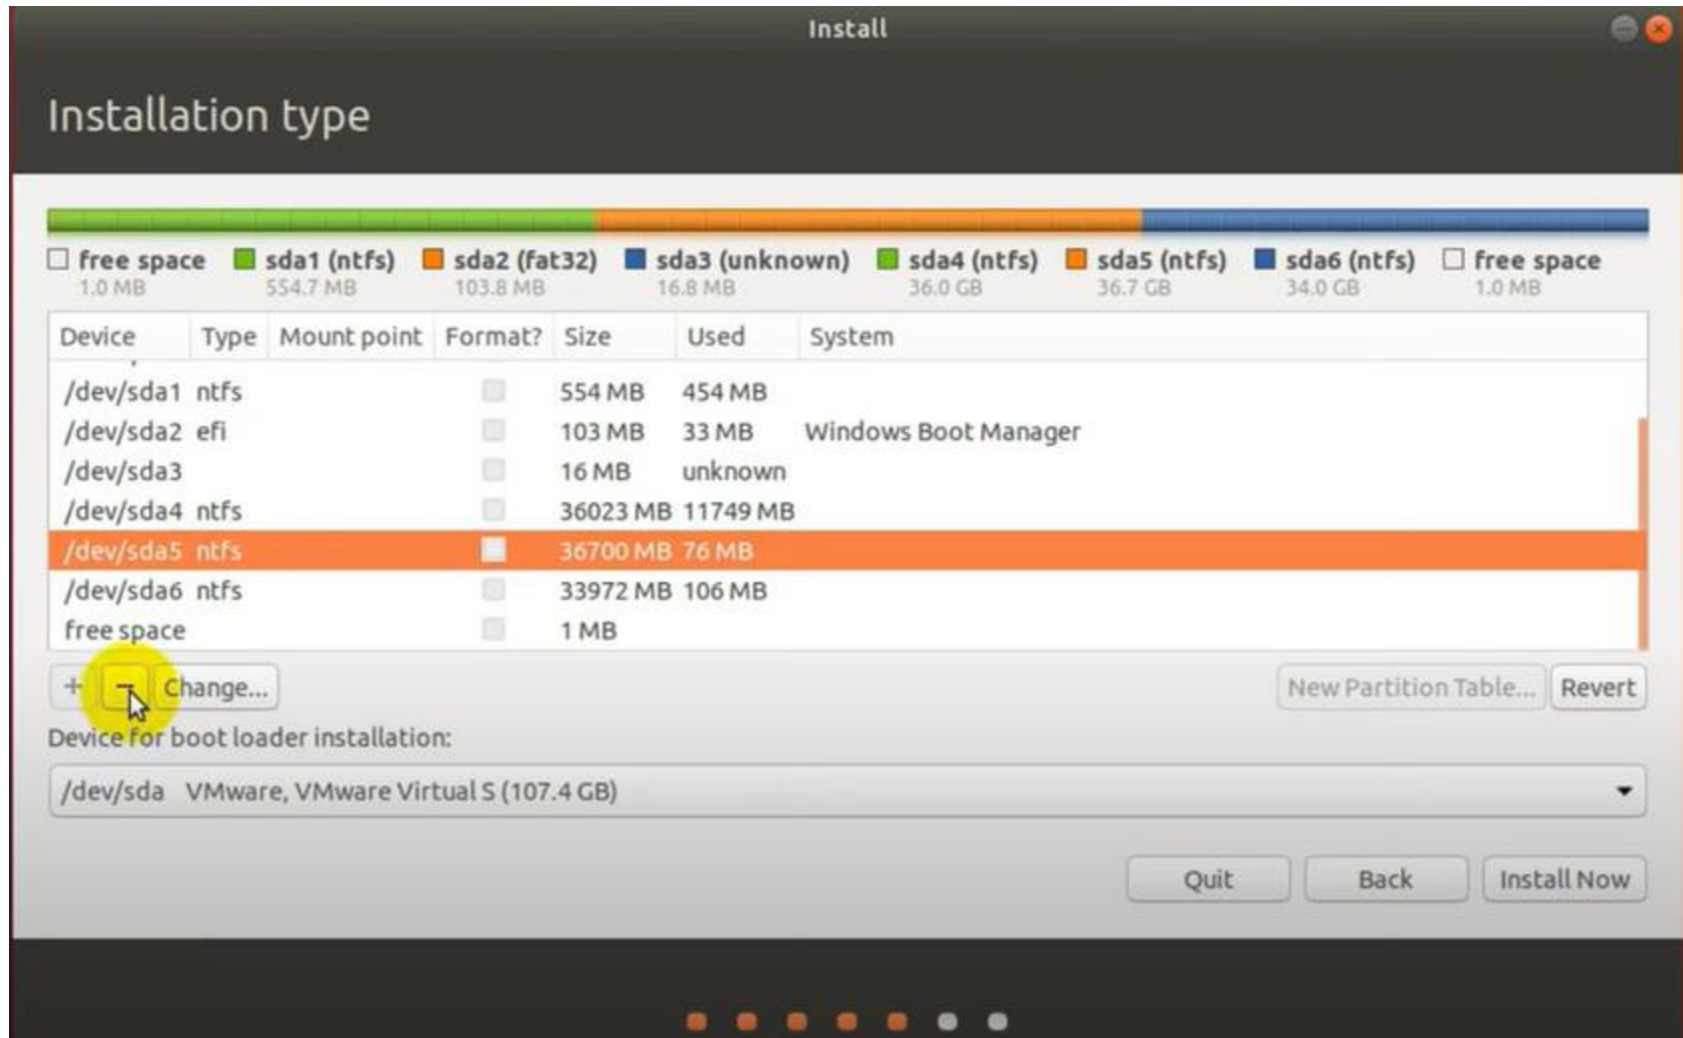 Install
Installation type
free space sda1 (ntfs) sda2 (fat32) sda3 (unknown) sda4 (ntfs) sda5 (ntfs) sda6 (ntfs) free space
1.0 MB 554.7 MB 103.8 MB 16.8 MB 36.0 GB 36.7 GB 34.0 GB 1.0 MB
Device Type Mount point Format? Size Used System
/dev/sda1 ntfs 554 MB 454 MB
/dev/sda2 efi 103 MB 33 MB Windows Boot Manager
/dev/sda3 16 MB unknown
/dev/sda4 ntfs 36023 MB 11749 MB
/dev/sda5 ntfs 36700 MB 76 MB
/dev/sda6 ntfs 33972 MB 106 MB
free space 1 MB
+ - Change... New Partition Table... Revert
Device for boot loader installation:
/dev/sda VMware, VMware Virtual S (107.4 GB)
Quit Back Install Now